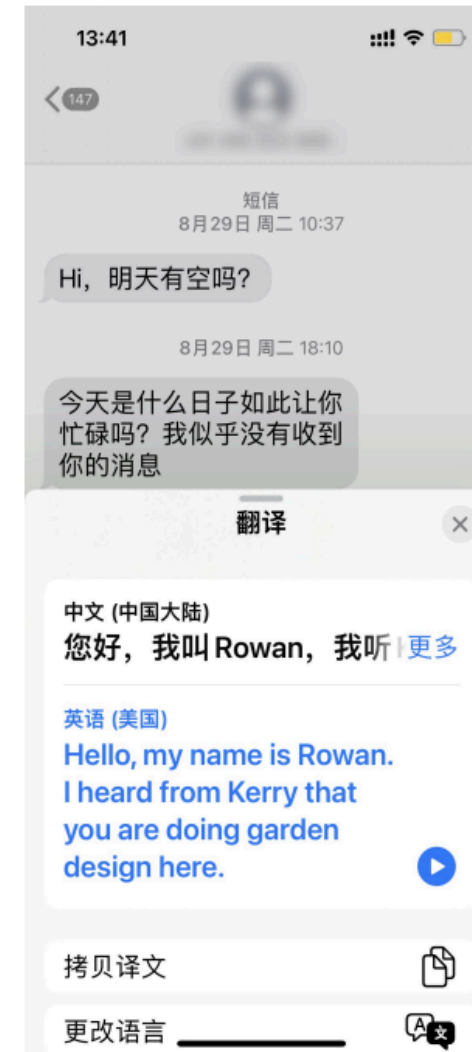 13:41
147
短信
8月29日 周二 10:37
Hi，明天有空吗？
8月29日 周二 18:10
今天是什么日子如此让你
忙碌吗？我似乎没有收到
你的消息
翻译
中文 (中国大陆)
您好，我叫Rowan，我听 更多
英语 (美国)
Hello, my name is Rowan.
I heard from Kerry that
you are doing garden
design here.
拷贝译文
更改语言